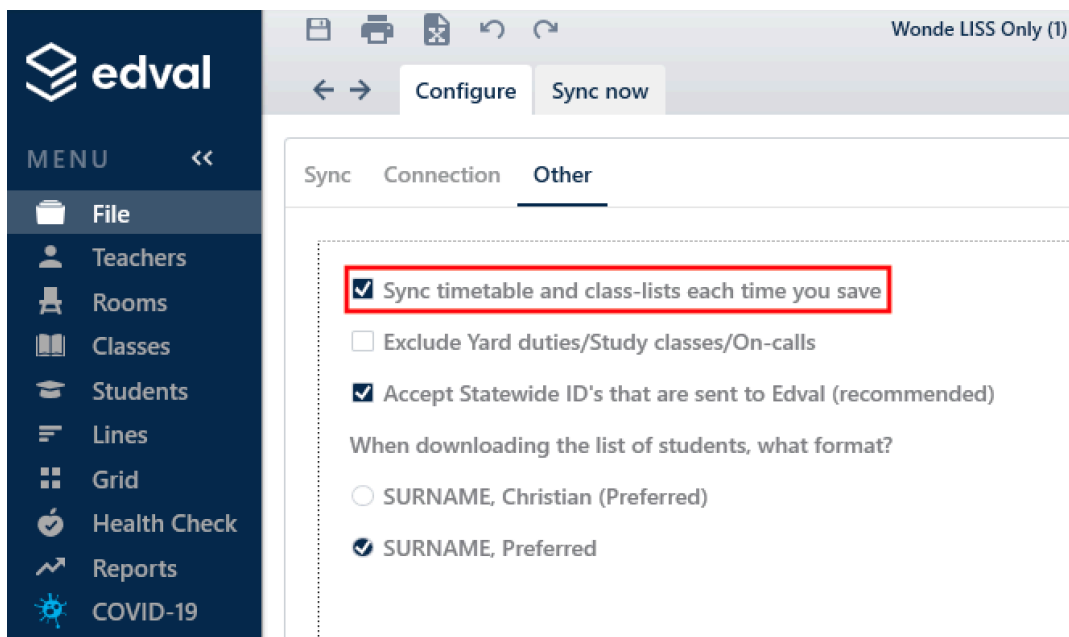 Wonde LISS Only (1)
edval
Configure
Sync now
MENU
Sync
Connection
Other
File
Teachers
Rooms
Classes
Students
Lines
Grid
Health Check
Reports
COVID-19
Sync timetable and class-lists each time you save
Exclude Yard duties/Study classes/On-calls
Accept Statewide ID's that are sent to Edval (recommended)
When downloading the list of students, what format?
SURNAME, Christian (Preferred)
SURNAME, Preferred